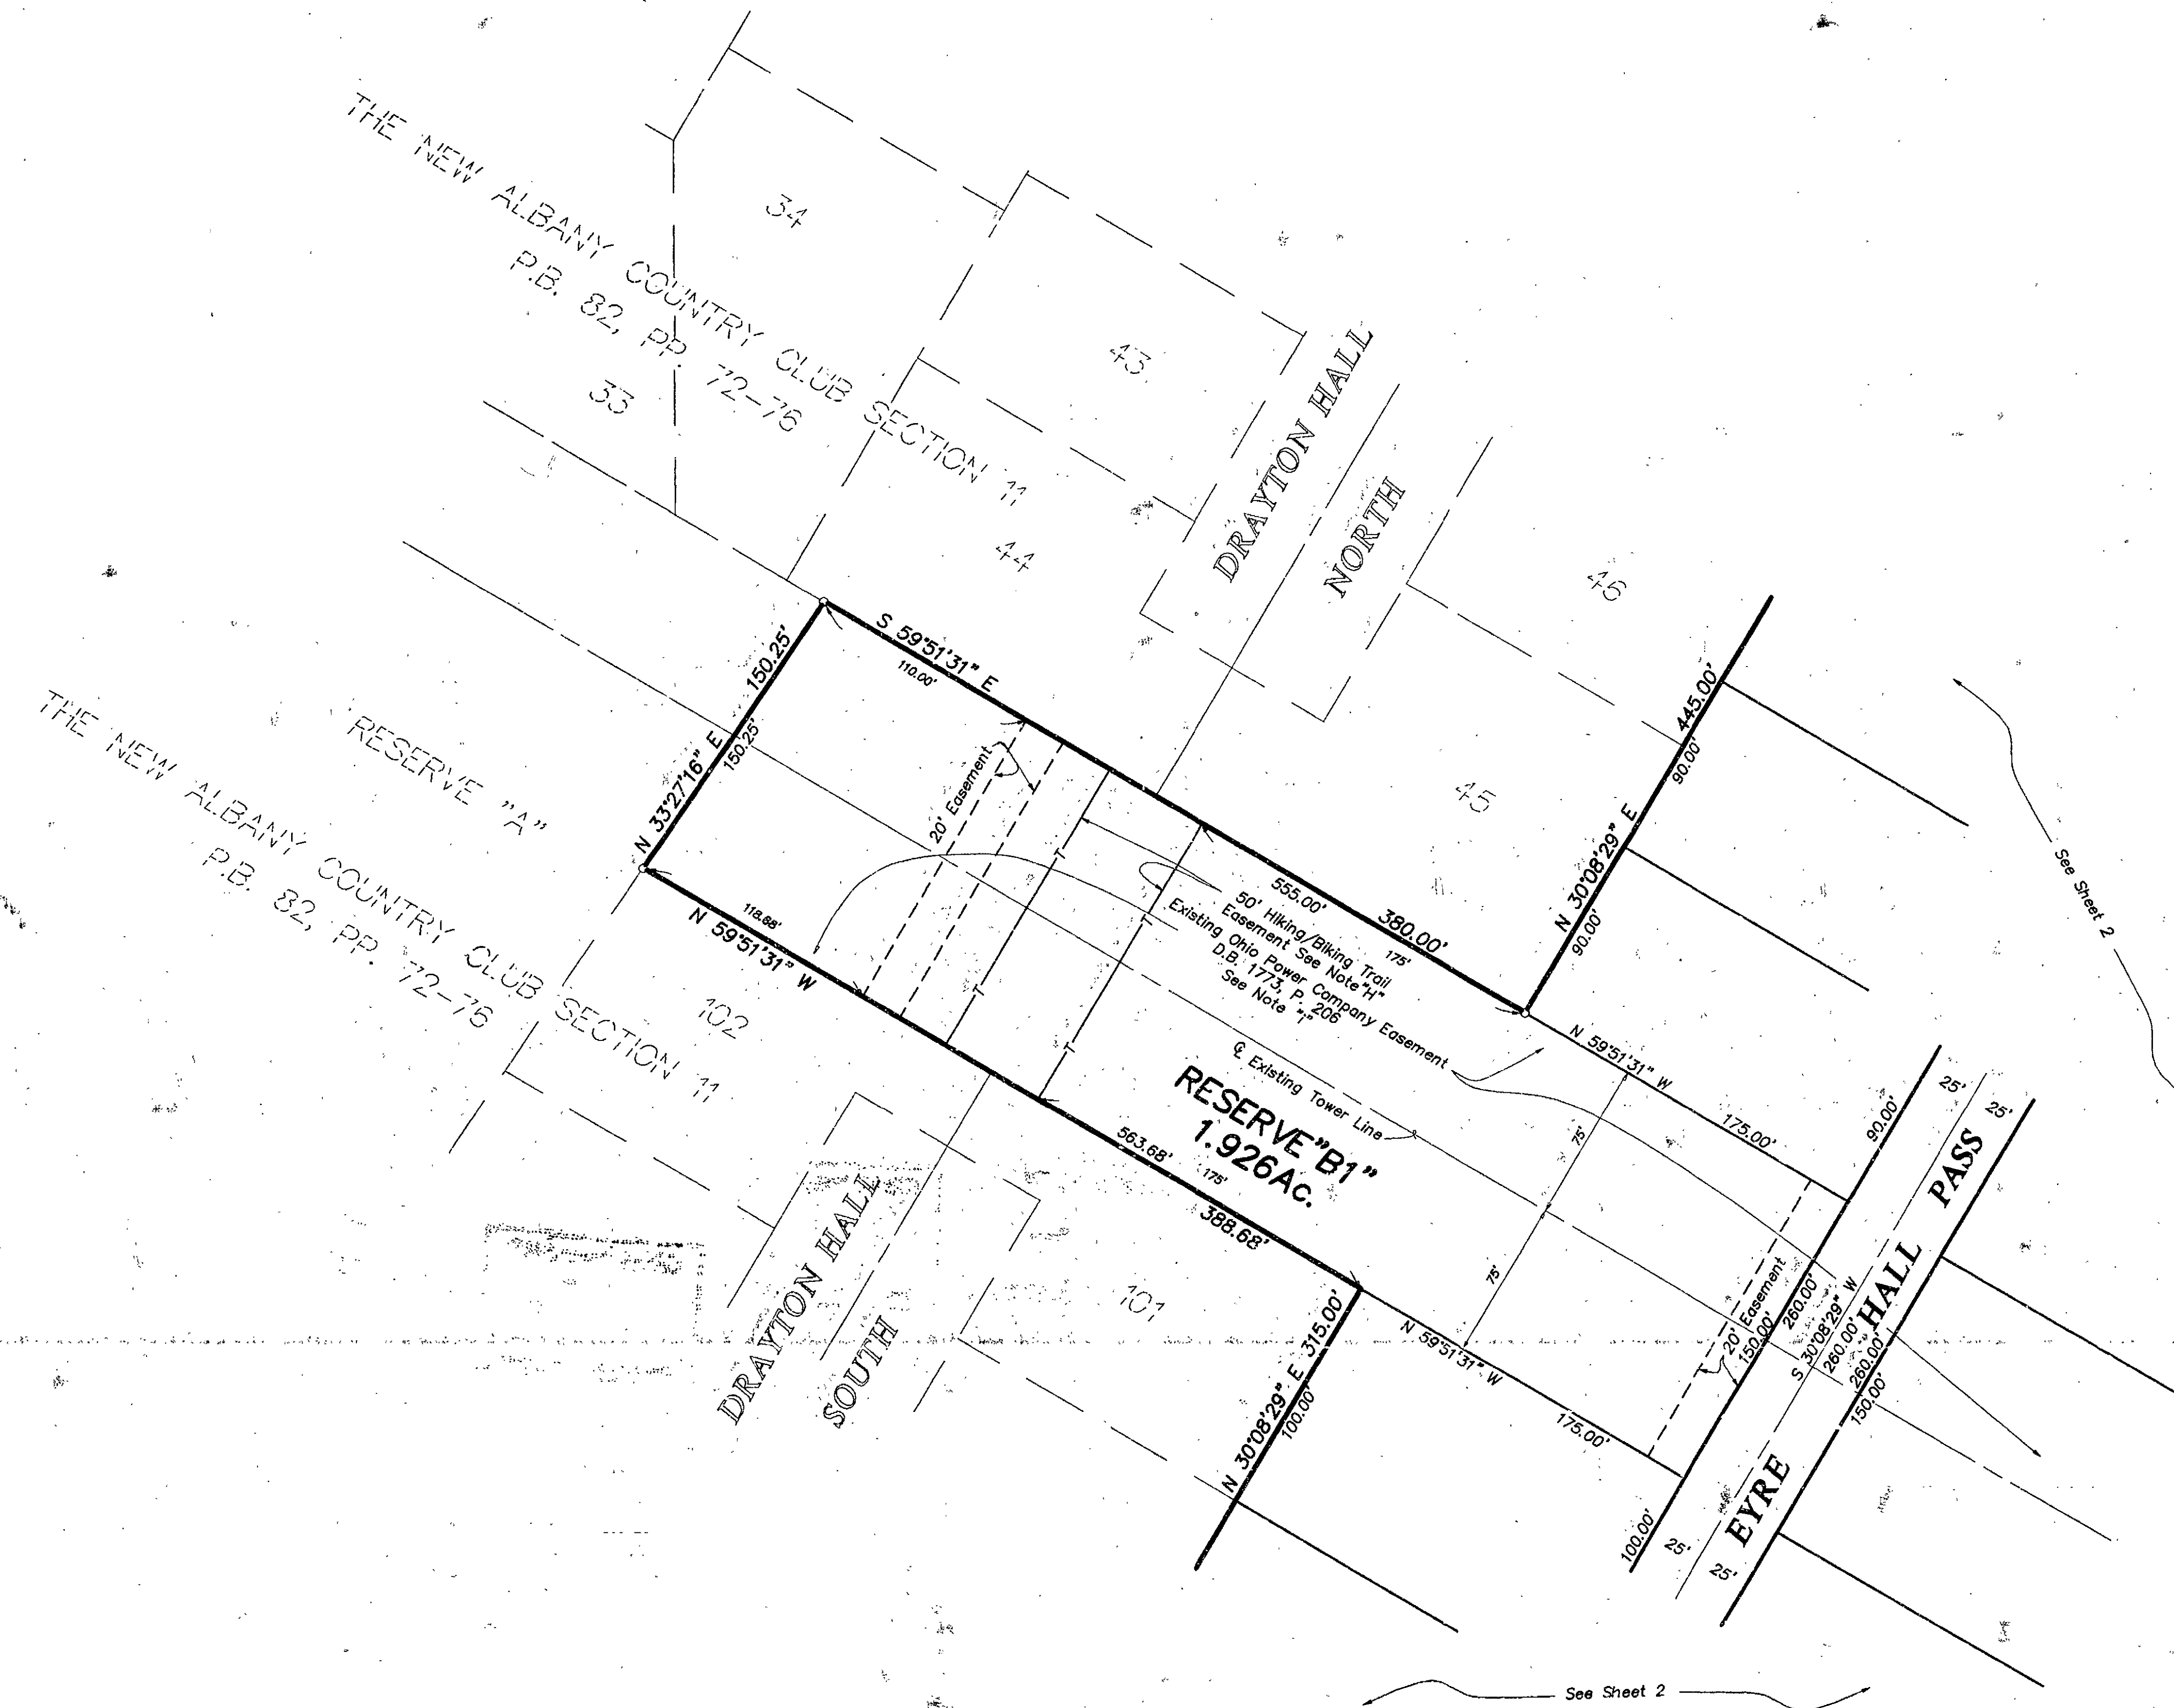 THE NEW ALBANY COUNTRY CLUB SECTION 11
P.B. 82, PP. 72-76
34
33
43
44
DRAYTON HALL
NORTH
46
45
THE NEW ALBANY COUNTRY CLUB SECTION 11
P.B. 82, PP. 72-76
RESERVE "A"
N 33°27'16" E 150.25'
150.25'
S 59°51'31" E
110.00'
20' Easement
T
T
T
T
555.00'
380.00'
175'
50' Hiking/Biking Trail
Easement See Note "H"
Existing Ohio Power Company Easement
D.B. 1773, P. 206
See Note "I"
℄ Existing Tower Line
RESERVE "B1"
1.926Ac.
118.68'
N 59°51'31" W
563.68'
175'
388.68'
N 30°08'29" E 445.00'
90.00'
90.00'
See Sheet 2
N 59°51'31" W
175.00'
90.00'
25'
25'
75'
75'
102
101
DRAYTON HALL
SOUTH
N 30°08'29" E 315.00'
100.00'
N 59°51'31" W
175.00'
20' Easement
150.00'
260.00'
S 30°08'29" W
260.00'
260.00'
150.00'
EYRE HALL PASS
100.00'
25'
25'
See Sheet 2